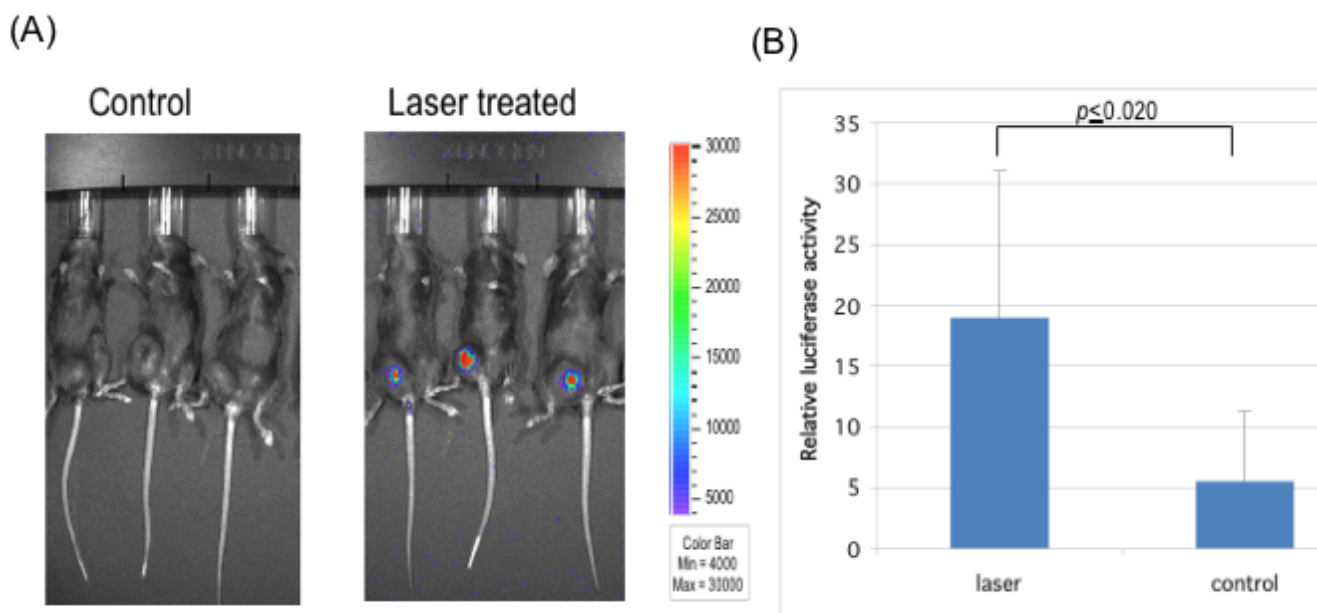 (A)
(B)
Control
Laser treated
30000
25000
20000
15000
10000
5000
Color Bar
Min = 4000
Max = 30000
p≤0.020
Relative luciferase activity
35
30
25
20
15
10
5
0
laser
control